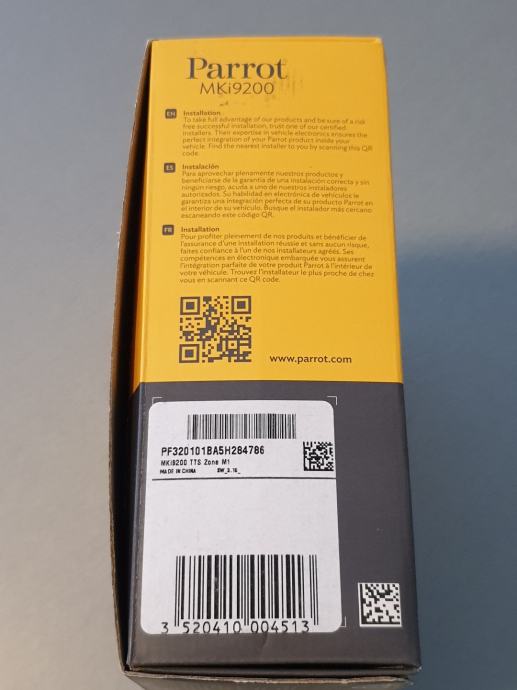 Parrot
MKi9200
EN Installation
To take full advantage of our products and be sure of a risk
free successful installation, trust one of our certified
installers. Their expertise in vehicle electronics ensures the
perfect integration of your Parrot product inside your
vehicle. Find the nearest installer to you by scanning this QR
code.
ES Instalación
Para aprovechar plenamente nuestros productos y
beneficiarse de la garantía de una instalación correcta y sin
ningún riesgo, acuda a uno de nuestros instaladores
autorizados. Su habilidad en electrónica de vehículos le
garantiza una integración perfecta de su producto Parrot en
el interior de su vehículo. Busque el instalador más cercano
escaneando este código QR.
FR Installation
Pour profiter pleinement de nos produits et bénéficier de
l'assurance d'une installation réussie et sans aucun risque,
faites confiance à l'un de nos installateurs agréés. Ses
compétences en électronique embarquée vous assurent
l'intégration parfaite de votre produit Parrot à l'intérieur de
votre véhicule. Trouvez l'installateur le plus proche de chez
vous en scannant ce QR code.
www.parrot.com
PF320101BA5H284786
MKi9200 TTS Zone M1
MADE IN CHINA
3 520410 004513